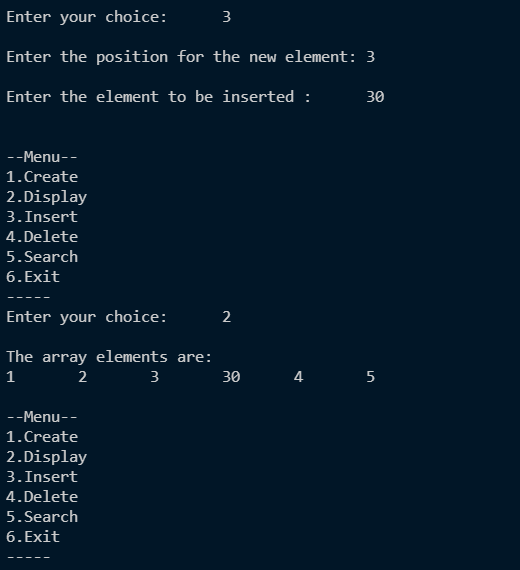 Enter your choice: 3
Enter the position for the new element: 3
Enter the element to be inserted : 30
--Menu--
1.Create
2.Display
3.Insert
4.Delete
5.Search
6.Exit
-----
Enter your choice: 2
The array elements are:
1 2 3 30 4 5
--Menu--
1.Create
2.Display
3.Insert
4.Delete
5.Search
6.Exit
-----